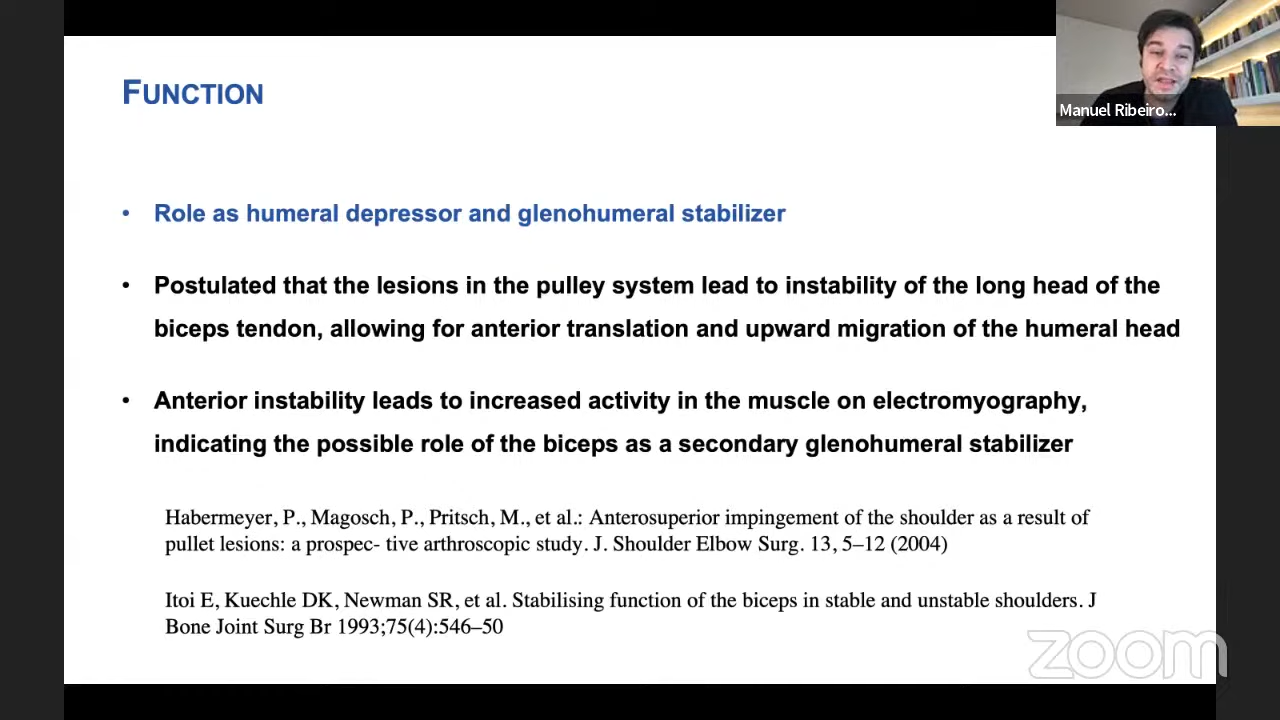 FUNCTION
Manuel Ribeiro...
• Role as humeral depressor and glenohumeral stabilizer
• Postulated that the lesions in the pulley system lead to instability of the long head of the
biceps tendon, allowing for anterior translation and upward migration of the humeral head
• Anterior instability leads to increased activity in the muscle on electromyography,
indicating the possible role of the biceps as a secondary glenohumeral stabilizer
Habermeyer, P., Magosch, P., Pritsch, M., et al.: Anterosuperior impingement of the shoulder as a result of
pullet lesions: a prospec- tive arthroscopic study. J. Shoulder Elbow Surg. 13, 5–12 (2004)
Itoi E, Kuechle DK, Newman SR, et al. Stabilising function of the biceps in stable and unstable shoulders. J
Bone Joint Surg Br 1993;75(4):546–50
zoom